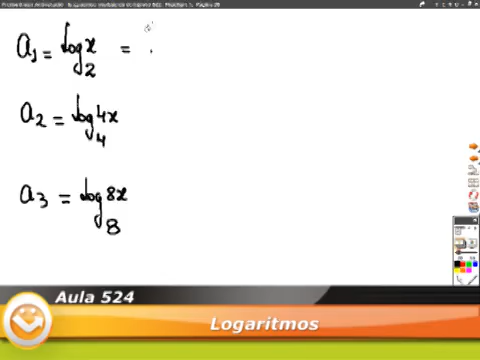 a₁ = log₂ x =
a₂ = log₄ 4x
a₃ = log₈ 8x
Aula 524
Logaritmos